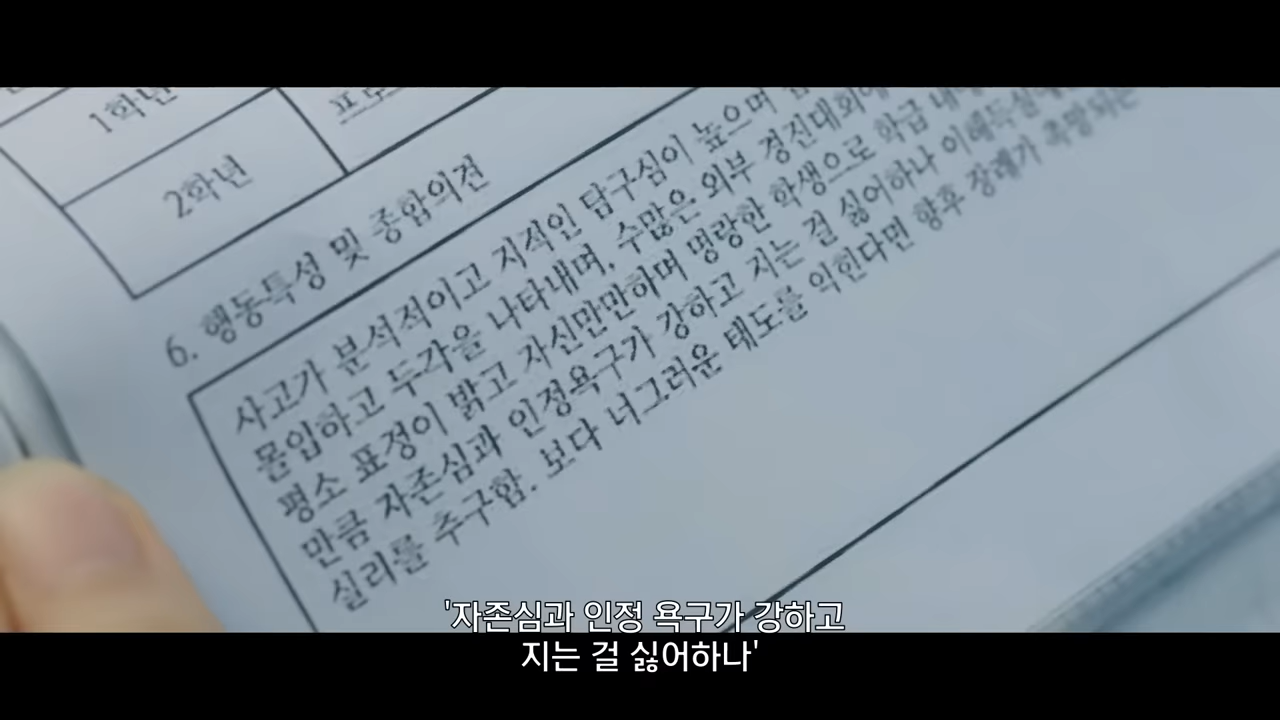 1학년
2학년
6. 행동특성 및 종합의견
사고가 분석적이고 지적인 탐구심이 높으며
몰입하고 두각을 나타내며, 수많은 외부 경진대회에
평소 표정이 밝고 자신만만하며 명랑한 학생으로 학급 내에
만큼 자존심과 인정욕구가 강하고 지는 걸 싫어하나 이해득실에
실리를 추구함. 보다 너그러운 태도를 익힌다면 향후 장래가 촉망되는
'자존심과 인정 욕구가 강하고
지는 걸 싫어하나'